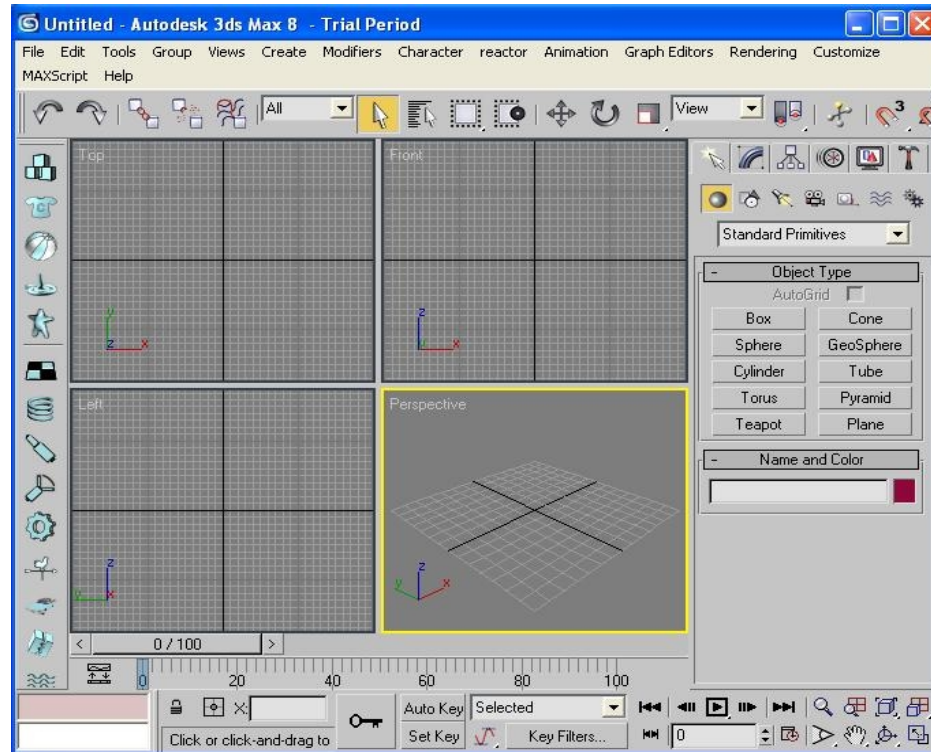 Untitled - Autodesk 3ds Max 8 - Trial Period
File Edit Tools Group Views Create Modifiers Character reactor Animation Graph Editors Rendering Customize
MAXScript Help
All
View
3
Top
Front
Standard Primitives
- Object Type
AutoGrid
Box Cone
Sphere GeoSphere
Cylinder Tube
Torus Pyramid
Teapot Plane
- Name and Color
y
z x
z
y x
Left
Perspective
z
y x
z
y x
< 0 / 100 >
0 20 40 60 80 100
X: Auto Key Selected
Click or click-and-drag to Set Key Key Filters... 0